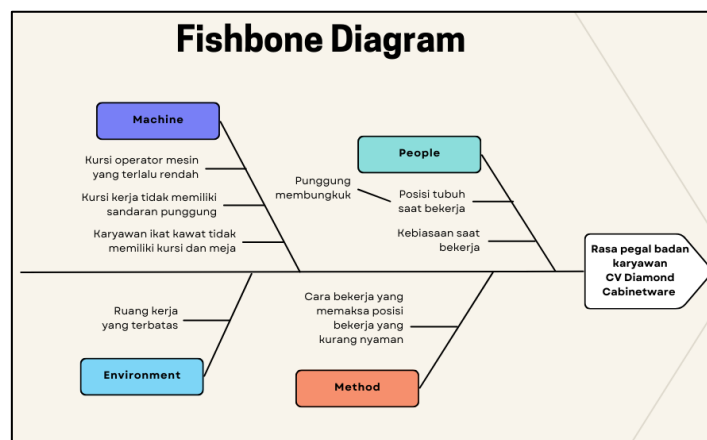 Fishbone Diagram
Machine
Kursi operator mesin
yang terlalu rendah
Kursi kerja tidak memiliki
sandaran punggung
Karyawan ikat kawat tidak
memiliki kursi dan meja
People
Punggung
membungkuk
Posisi tubuh
saat bekerja
Kebiasaan saat
bekerja
Rasa pegal badan
karyawan
CV Diamond
Cabinetware
Ruang kerja
yang terbatas
Environment
Cara bekerja yang
memaksa posisi
bekerja yang
kurang nyaman
Method